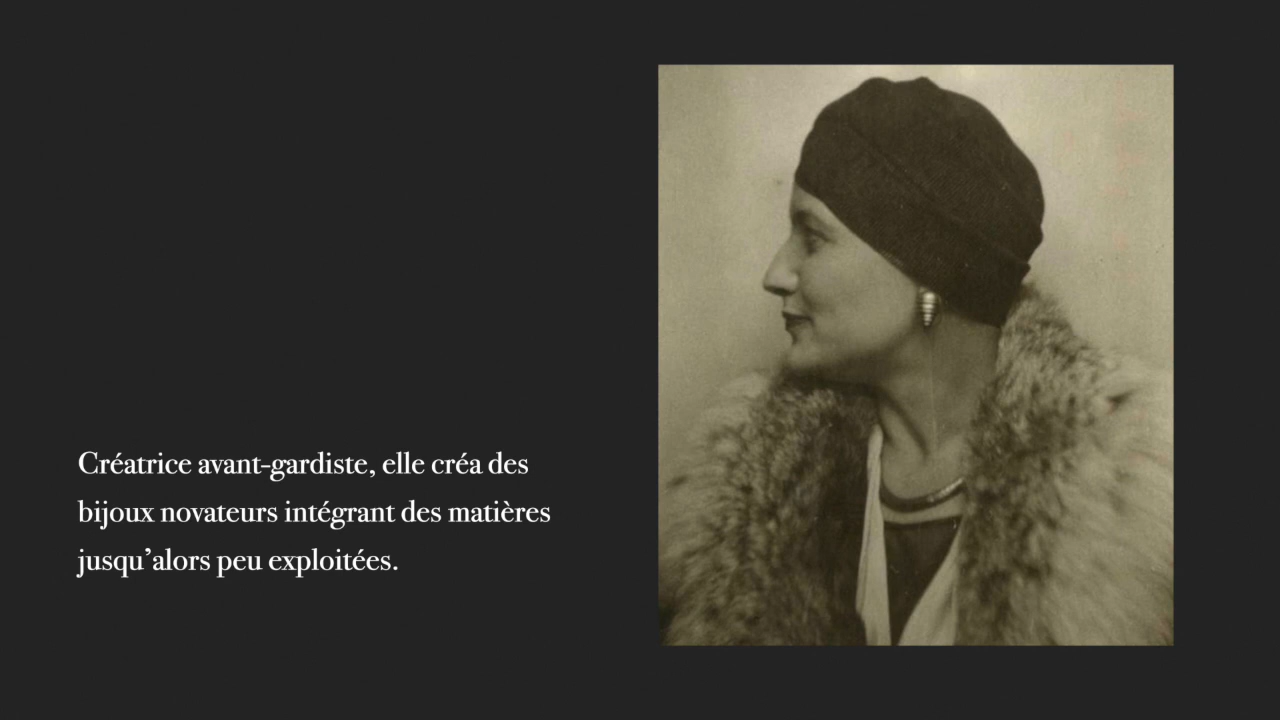 Créatrice avant-gardiste, elle créa des
bijoux novateurs intégrant des matières
jusqu’alors peu exploitées.